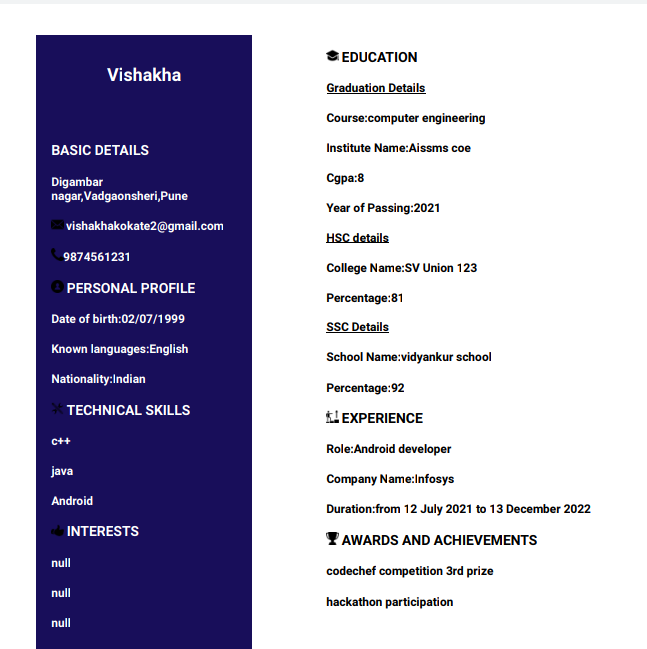 Vishakha
BASIC DETAILS
Digambar
nagar,Vadgaonsheri,Pune
vishakhakokate2@gmail.com
9874561231
PERSONAL PROFILE
Date of birth:02/07/1999
Known languages:English
Nationality:Indian
TECHNICAL SKILLS
c++
java
Android
INTERESTS
null
null
null
EDUCATION
Graduation Details
Course:computer engineering
Institute Name:Aissms coe
Cgpa:8
Year of Passing:2021
HSC details
College Name:SV Union 123
Percentage:81
SSC Details
School Name:vidyankur school
Percentage:92
EXPERIENCE
Role:Android developer
Company Name:Infosys
Duration:from 12 July 2021 to 13 December 2022
AWARDS AND ACHIEVEMENTS
codechef competition 3rd prize
hackathon participation